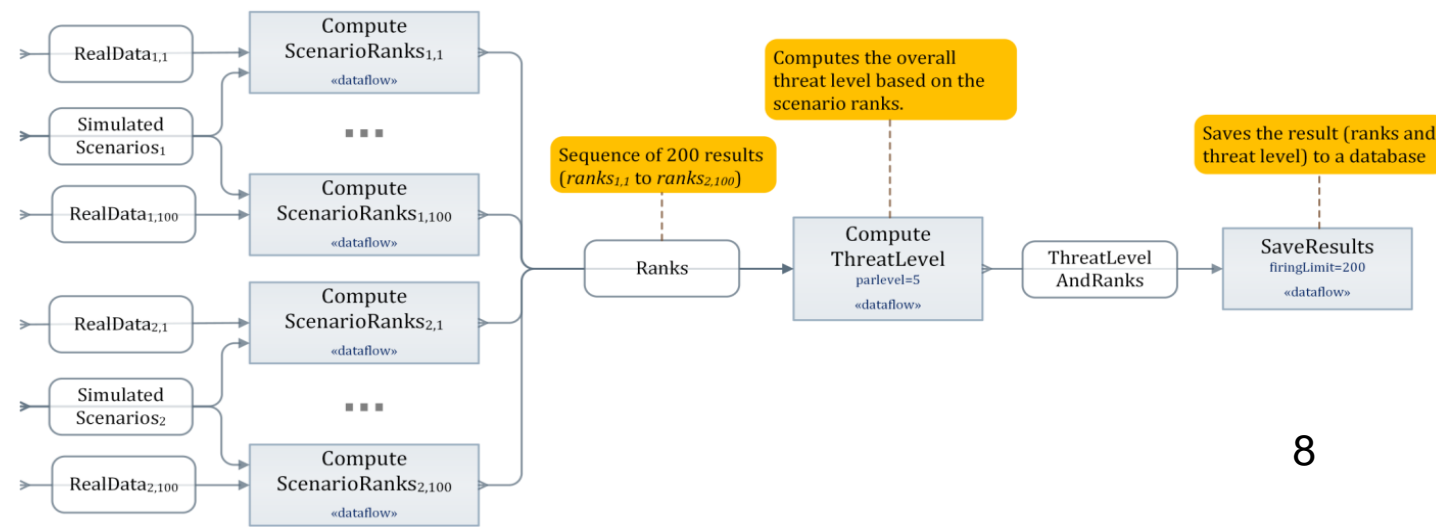 RealData₁,₁
Compute
ScenarioRanks₁,₁
«dataflow»
Simulated
Scenarios₁
...
RealData₁,₁₀₀
Compute
ScenarioRanks₁,₁₀₀
«dataflow»
RealData₂,₁
Compute
ScenarioRanks₂,₁
«dataflow»
Simulated
Scenarios₂
...
RealData₂,₁₀₀
Compute
ScenarioRanks₂,₁₀₀
«dataflow»
Sequence of 200 results
(ranks₁,₁ to ranks₂,₁₀₀)
Ranks
Computes the overall
threat level based on the
scenario ranks.
Compute
ThreatLevel
parlevel=5
«dataflow»
ThreatLevel
AndRanks
Saves the result (ranks and
threat level) to a database
SaveResults
firingLimit=200
«dataflow»
8